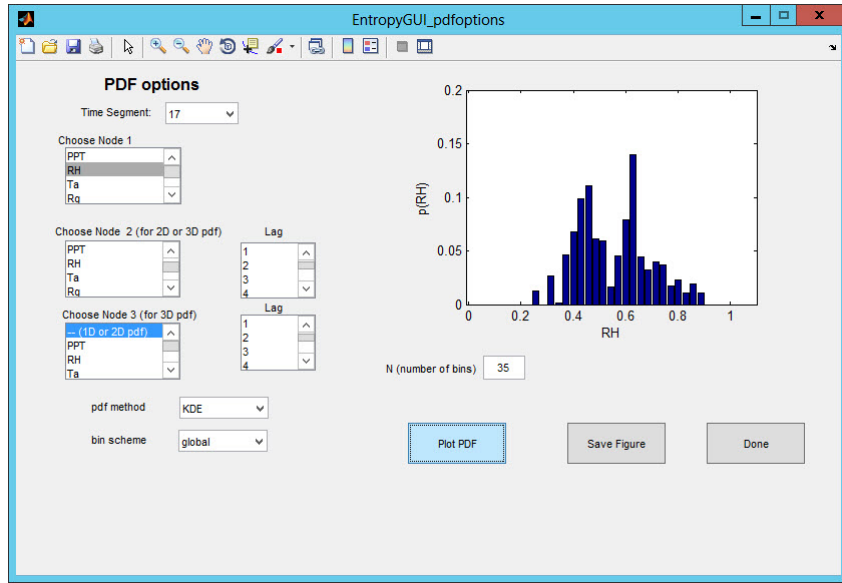 EntropyGUI_pdfoptions
PDF options
Time Segment: 17
Choose Node 1
PPT
RH
Ta
Rg
Choose Node 2 (for 2D or 3D pdf) Lag
PPT
RH
Ta
Rg
1
2
3
4
Choose Node 3 (for 3D pdf) Lag
-- (1D or 2D pdf)
PPT
RH
Ta
1
2
3
4
pdf method KDE
bin scheme global
0.2
0.15
0.1
0.05
0
p(RH)
0 0.2 0.4 0.6 0.8 1
RH
N (number of bins) 35
Plot PDF Save Figure Done